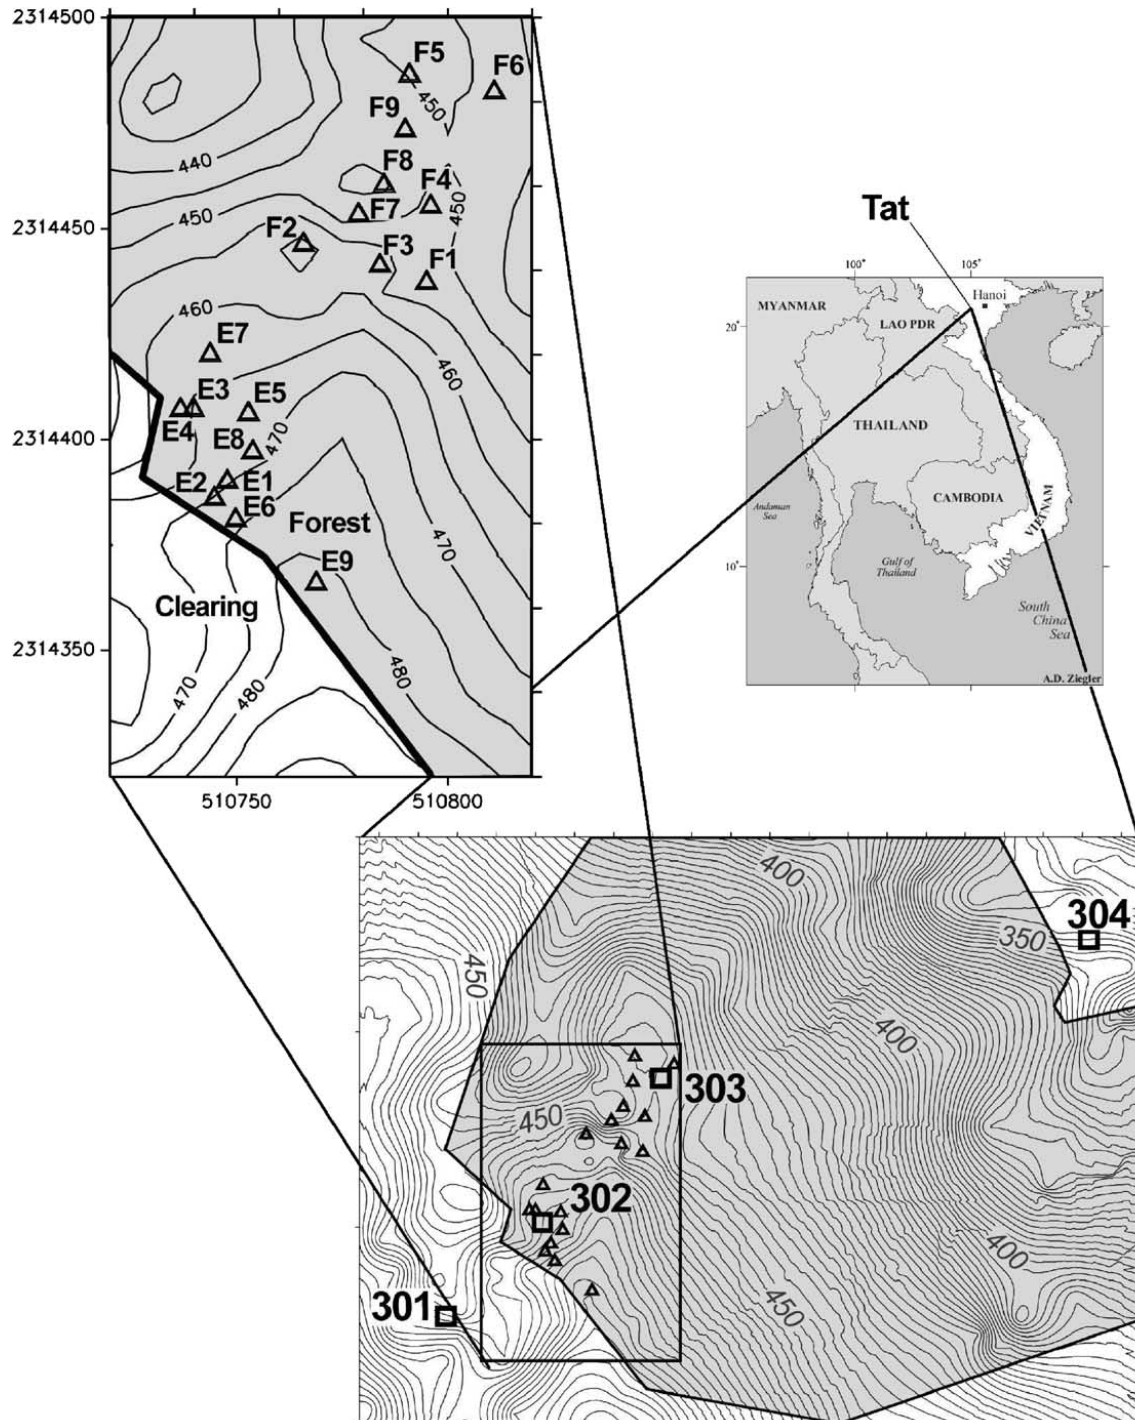 2314500
F5
F6
450
F9
440
F8
F4
450
450
F7
2314450
F2
F3
F1
460
E7
460
E3
E5
E4
E8
470
2314400
E2
E1
E6
Forest
470
E9
Clearing
2314350
470
480
480
510750
510800
Tat
100°
105°
MYANMAR
Hanoi
LAO PDR
20°
THAILAND
CAMBODIA
VIETNAM
Andaman
Sea
10°
Gulf of
Thailand
South
China
Sea
A.D. Ziegler
400
304
350
450
400
303
450
302
400
301
450